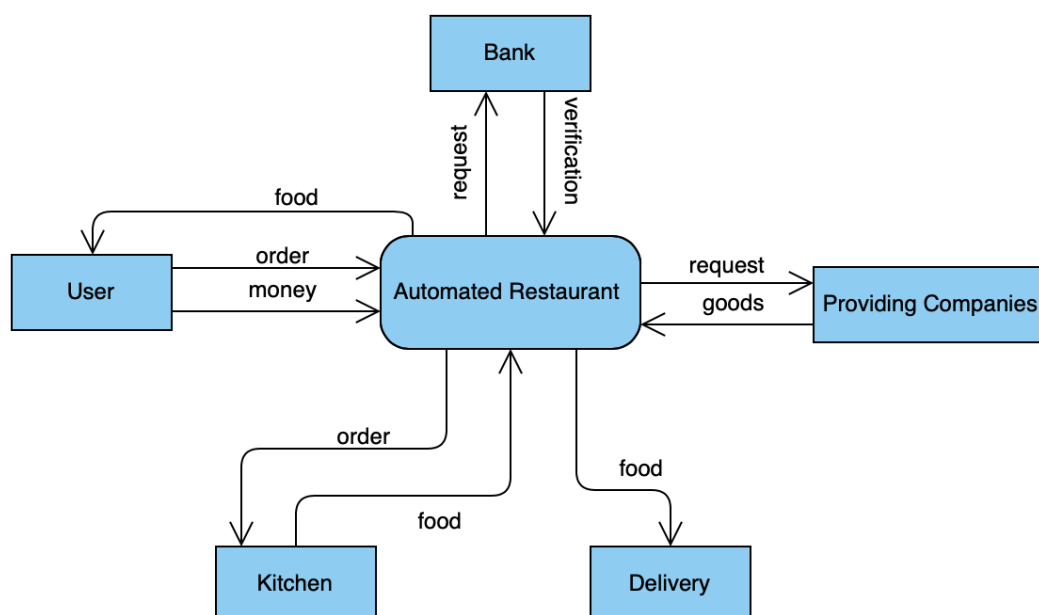 Bank
request
verification
food
User
order
money
Automated Restaurant
request
goods
Providing Companies
order
food
food
Kitchen
Delivery